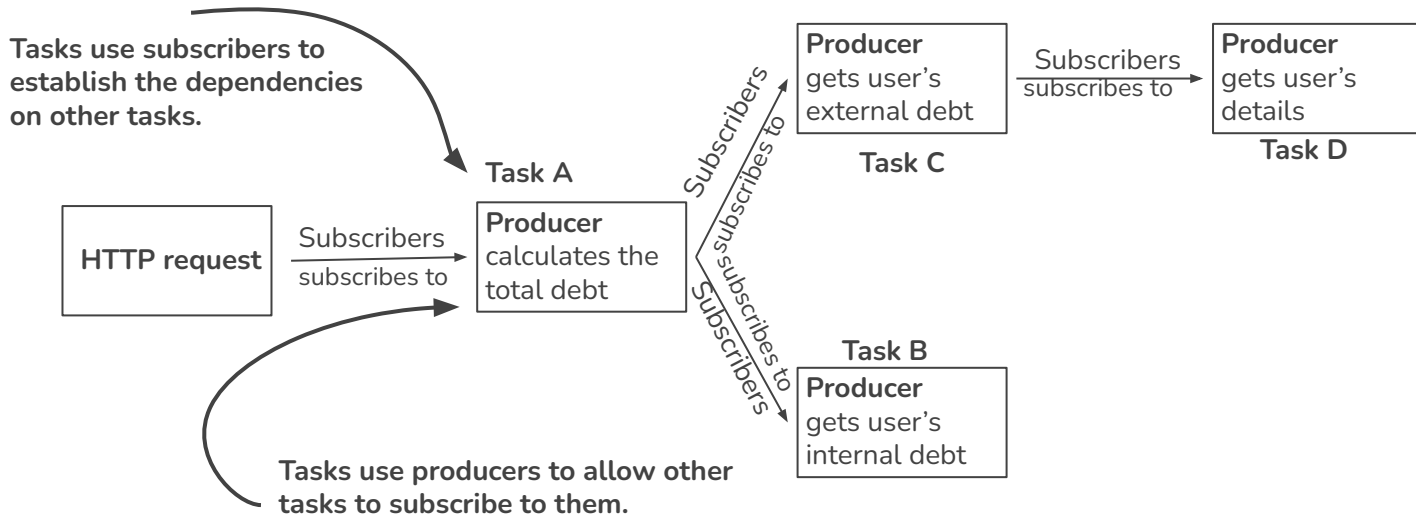 Tasks use subscribers to
establish the dependencies
on other tasks.
HTTP request
Subscribers
subscribes to
Task A
Producer
calculates the
total debt
Subscribers
subscribes to
subscribes to
Subscribers
Producer
gets user’s
external debt
Task C
Subscribers
subscribes to
Producer
gets user’s
details
Task D
Task B
Producer
gets user’s
internal debt
Tasks use producers to allow other
tasks to subscribe to them.